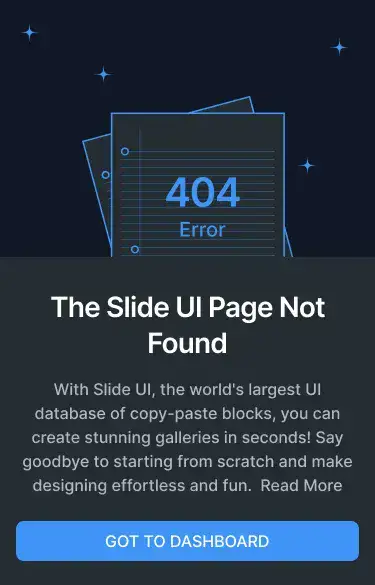 404
Error
The Slide UI Page Not
Found
With Slide UI, the world's largest UI
database of copy-paste blocks, you can
create stunning galleries in seconds! Say
goodbye to starting from scratch and make
designing effortless and fun.  Read More
GOT TO DASHBOARD